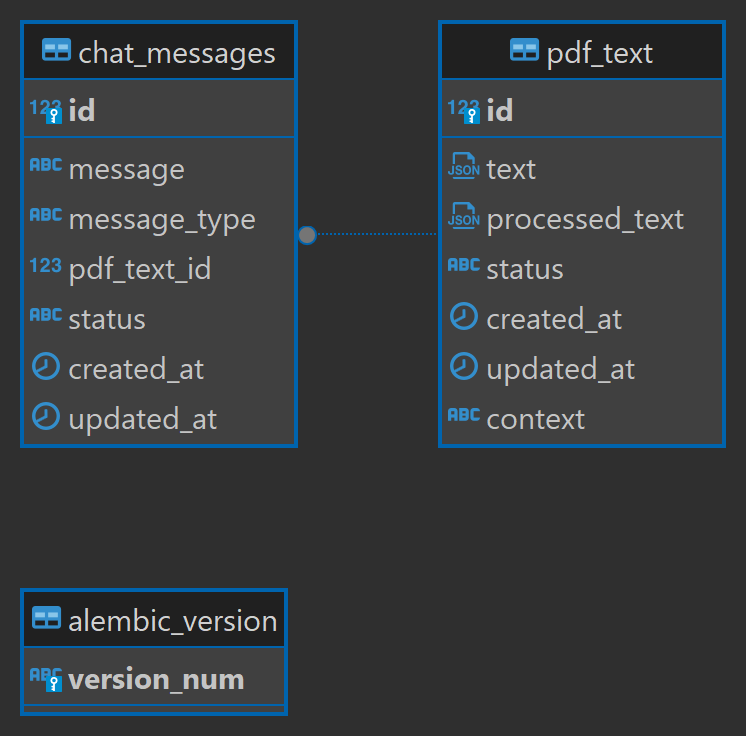 chat_messages
123 id
ABC message
ABC message_type
123 pdf_text_id
ABC status
created_at
updated_at
pdf_text
123 id
JSON text
JSON processed_text
ABC status
created_at
updated_at
ABC context
alembic_version
ABC version_num